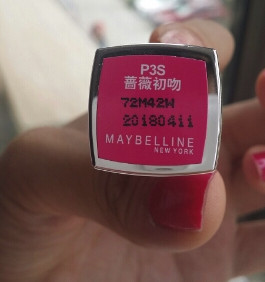 P3S
蔷薇初吻
72M42W
20180411
MAYBELLINE
NEW YORK